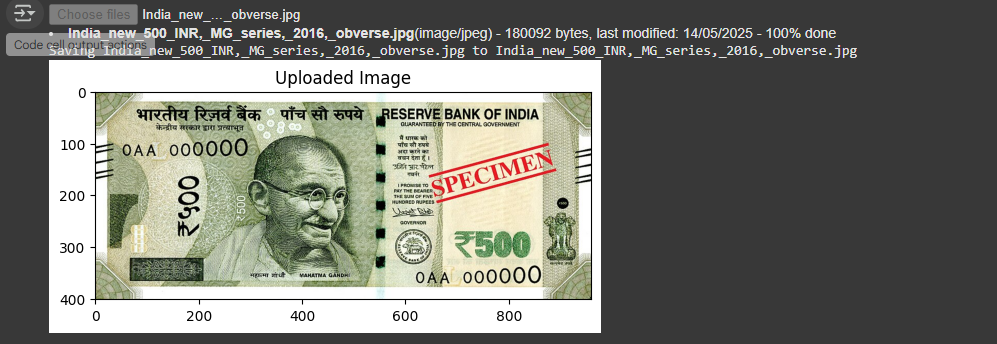 Choose files India_new_..._obverse.jpg
India_new_500_INR,_MG_series,_2016,_obverse.jpg(image/jpeg) - 180092 bytes, last modified: 14/05/2025 - 100% done
Code cell output actions
Saving India_new_500_INR,_MG_series,_2016,_obverse.jpg to India_new_500_INR,_MG_series,_2016,_obverse.jpg
Uploaded Image
0
100
200
300
400
0 200 400 600 800
भारतीय रिज़र्व बैंक पाँच सौ रुपये RESERVE BANK OF INDIA
केन्द्रीय सरकार द्वारा प्रत्याभूत GUARANTEED BY THE CENTRAL GOVERNMENT
0AA 000000
मैं धारक को
पाँच सौ रुपये
अदा करने का
वचन देता हूँ।
SPECIMEN
I PROMISE TO
PAY THE BEARER
THE SUM OF FIVE
HUNDRED RUPEES
GOVERNOR
₹५००
₹500
₹500
महात्मा गांधी MAHATMA GANDHI
0AA 000000